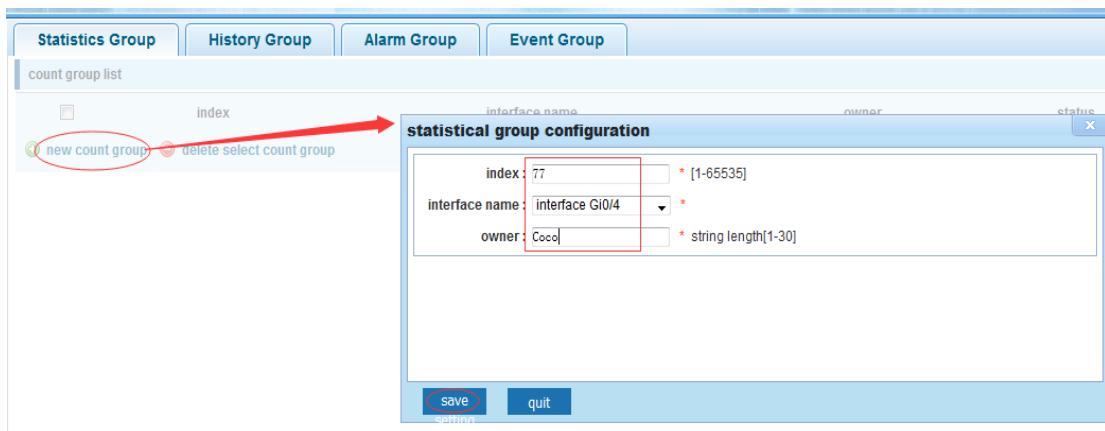 Statistics Group History Group Alarm Group Event Group
count group list
index interface name owner status
new count group delete select count group
statistical group configuration
x
index : 77 * [1-65535]
interface name : interface Gi0/4 *
owner : Coco * string length[1-30]
save quit
setting